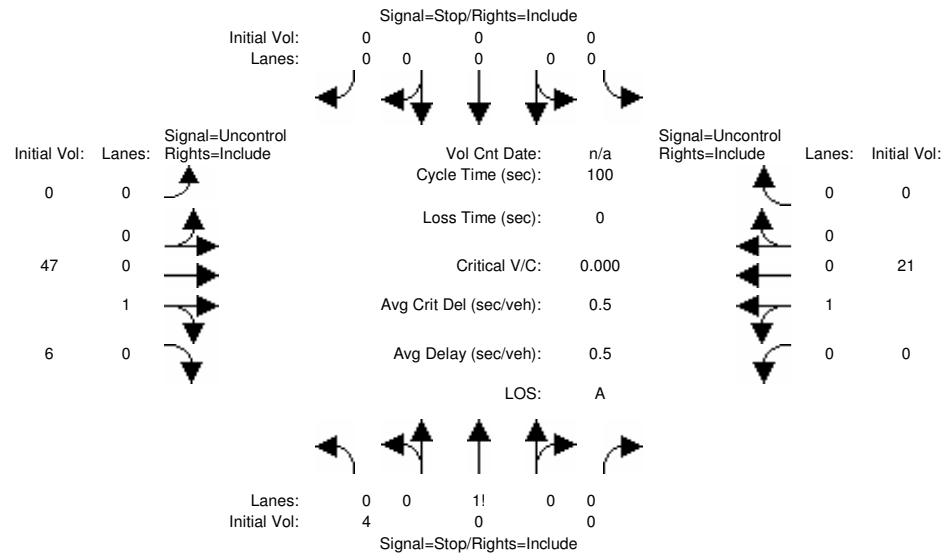 Signal=Stop/Rights=Include
Initial Vol: 0 0 0
Lanes: 0 0 0 0 0
Signal=Uncontrol
Initial Vol: Lanes: Rights=Include
Vol Cnt Date: n/a
Signal=Uncontrol
Rights=Include Lanes: Initial Vol:
Cycle Time (sec): 100
0 0
0 0
Loss Time (sec): 0
0
0
47 0
Critical V/C: 0.000
0 21
1
Avg Crit Del (sec/veh): 0.5
1
6 0
Avg Delay (sec/veh): 0.5
0 0
LOS: A
Lanes: 0 0 1! 0 0
Initial Vol: 4 0 0
Signal=Stop/Rights=Include